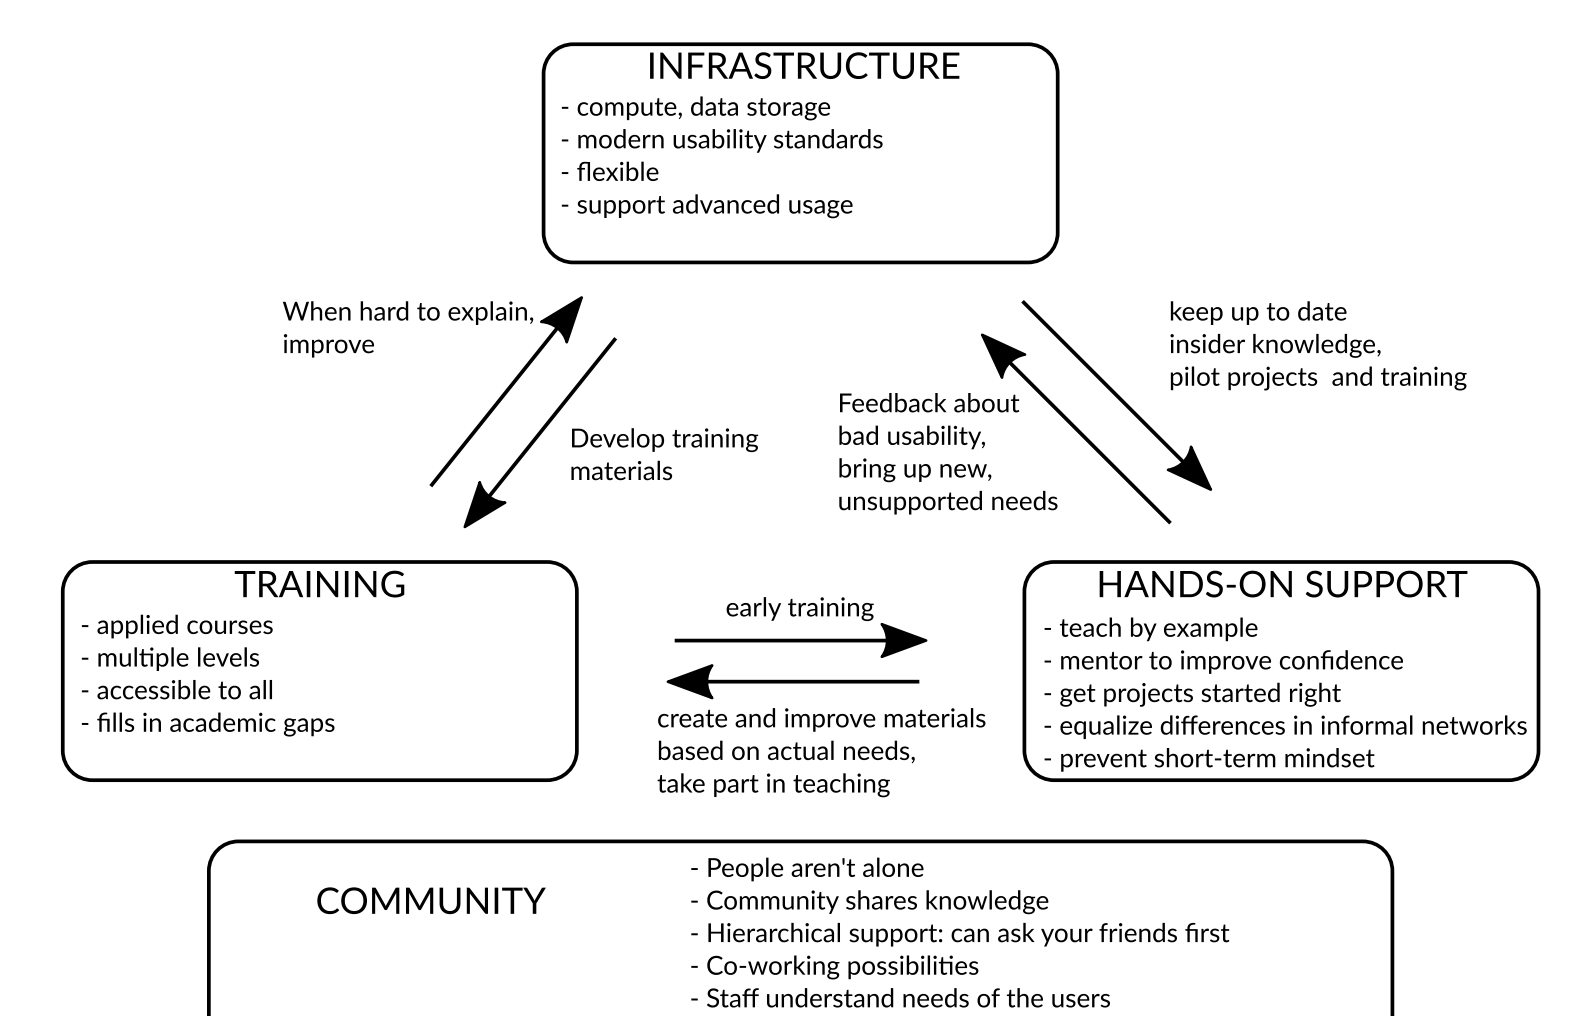 INFRASTRUCTURE
- compute, data storage
- modern usability standards
- flexible
- support advanced usage
When hard to explain,
improve
Develop training
materials
Feedback about
bad usability,
bring up new,
unsupported needs
keep up to date
insider knowledge,
pilot projects  and training
TRAINING
- applied courses
- multiple levels
- accessible to all
- fills in academic gaps
early training
create and improve materials
based on actual needs,
take part in teaching
HANDS-ON SUPPORT
- teach by example
- mentor to improve confidence
- get projects started right
- equalize differences in informal networks
- prevent short-term mindset
COMMUNITY
- People aren't alone
- Community shares knowledge
- Hierarchical support: can ask your friends first
- Co-working possibilities
- Staff understand needs of the users